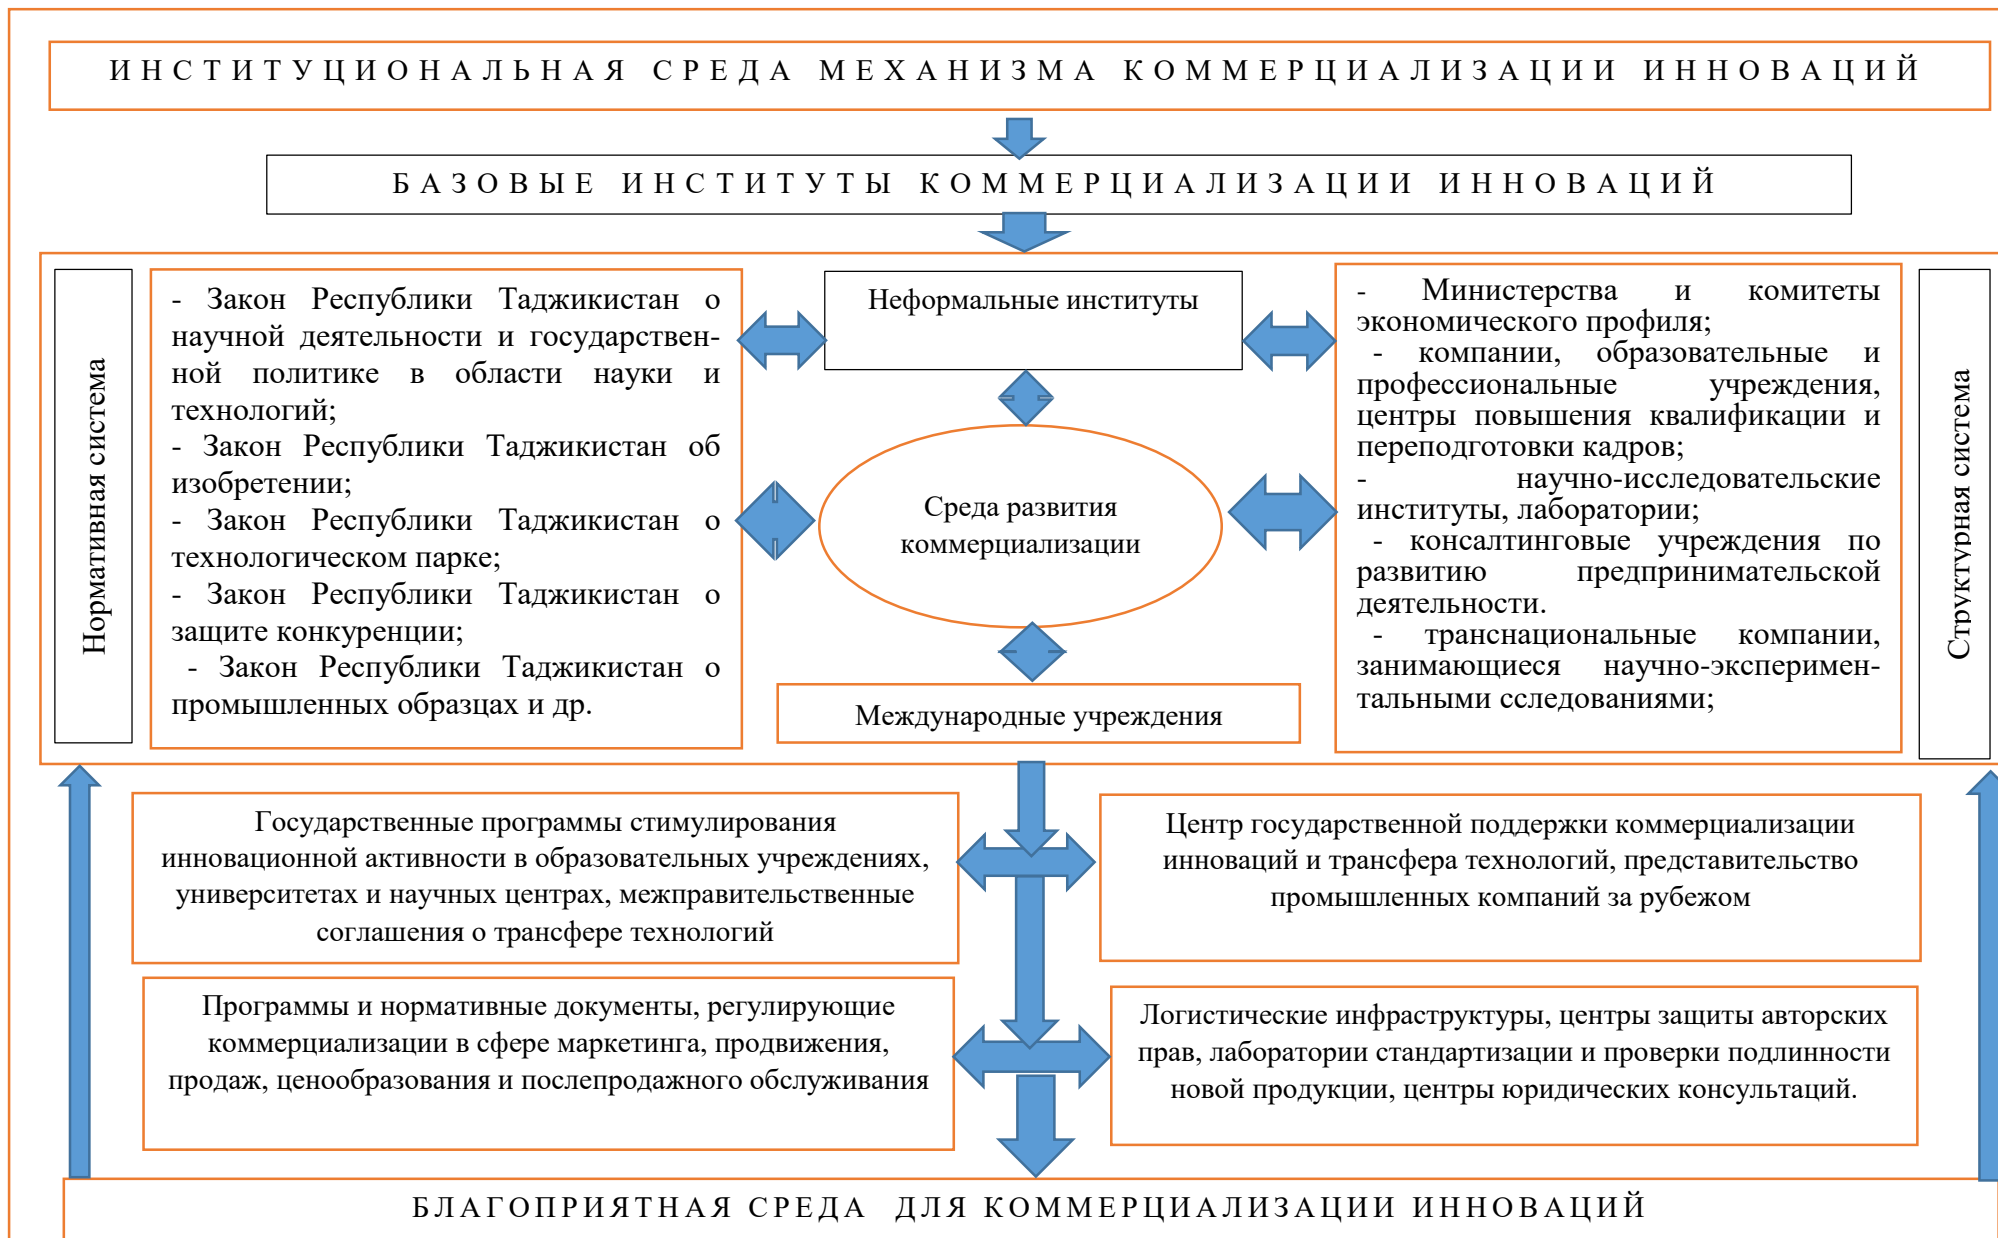 ИНСТИТУЦИОНАЛЬНАЯ СРЕДА МЕХАНИЗМА КОММЕРЦИАЛИЗАЦИИ ИННОВАЦИЙ
БАЗОВЫЕ ИНСТИТУТЫ КОММЕРЦИАЛИЗАЦИИ ИННОВАЦИЙ
Нормативная система
- Закон Республики Таджикистан о
научной деятельности и государствен-
ной политике в области науки и
технологий;
- Закон Республики Таджикистан об
изобретении;
- Закон Республики Таджикистан о
технологическом парке;
- Закон Республики Таджикистан о
защите конкуренции;
- Закон Республики Таджикистан о
промышленных образцах и др.
Неформальные институты
Среда развития
коммерциализации
Международные учреждения
- Министерства и комитеты
экономического профиля;
- компании, образовательные и
профессиональные учреждения,
центры повышения квалификации и
переподготовки кадров;
- научно-исследовательские
институты, лаборатории;
- консалтинговые учреждения по
развитию предпринимательской
деятельности.
- транснациональные компании,
занимающиеся научно-эксперимен-
тальными сследованиями;
Структурная система
Государственные программы стимулирования
инновационной активности в образовательных учреждениях,
университетах и научных центрах, межправительственные
соглашения о трансфере технологий
Центр государственной поддержки коммерциализации
инноваций и трансфера технологий, представительство
промышленных компаний за рубежом
Программы и нормативные документы, регулирующие
коммерциализации в сфере маркетинга, продвижения,
продаж, ценообразования и послепродажного обслуживания
Логистические инфраструктуры, центры защиты авторских
прав, лаборатории стандартизации и проверки подлинности
новой продукции, центры юридических консультаций.
БЛАГОПРИЯТНАЯ СРЕДА ДЛЯ КОММЕРЦИАЛИЗАЦИИ ИННОВАЦИЙ